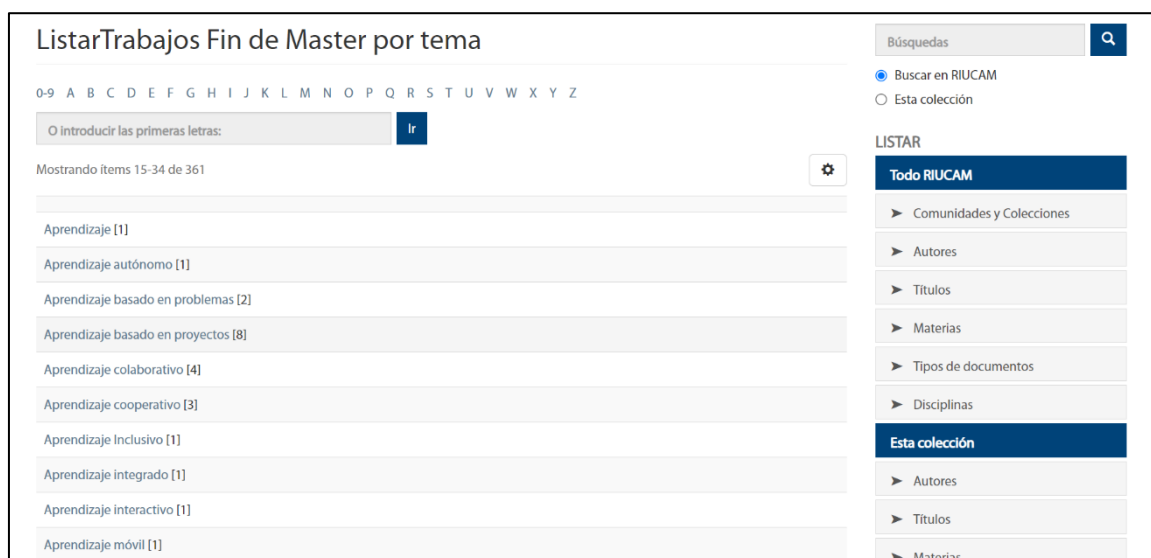 ListarTrabajos Fin de Master por tema
0-9 A B C D E F G H I J K L M N O P Q R S T U V W X Y Z
O introducir las primeras letras:
Ir
Mostrando ítems 15-34 de 361
Aprendizaje [1]
Aprendizaje autónomo [1]
Aprendizaje basado en problemas [2]
Aprendizaje basado en proyectos [8]
Aprendizaje colaborativo [4]
Aprendizaje cooperativo [3]
Aprendizaje Inclusivo [1]
Aprendizaje integrado [1]
Aprendizaje interactivo [1]
Aprendizaje móvil [1]
Búsquedas
Buscar en RIUCAM
Esta colección
LISTAR
Todo RIUCAM
Comunidades y Colecciones
Autores
Títulos
Materias
Tipos de documentos
Disciplinas
Esta colección
Autores
Títulos
Materias